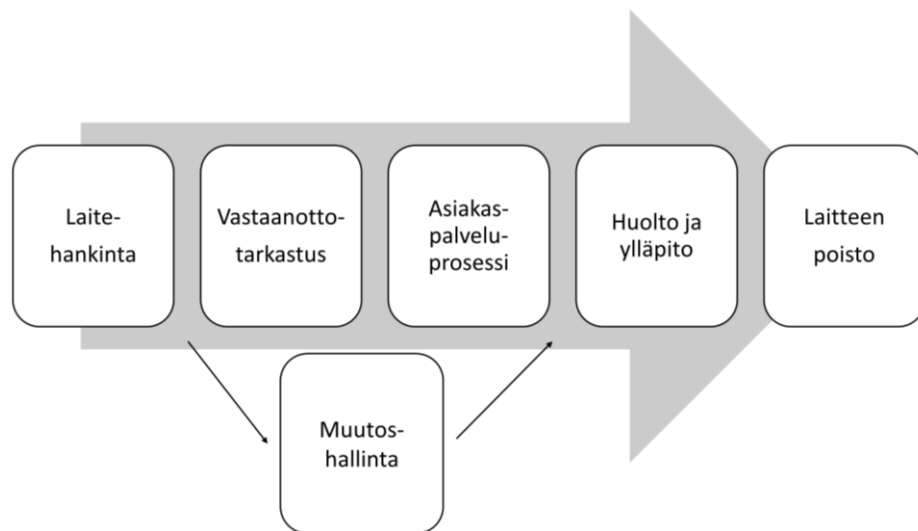 Laite-
hankinta
Vastaanotto-
tarkastus
Asiakas-
palvelu-
prosessi
Huolto ja
ylläpito
Laitteen
poisto
Muutos-
hallinta